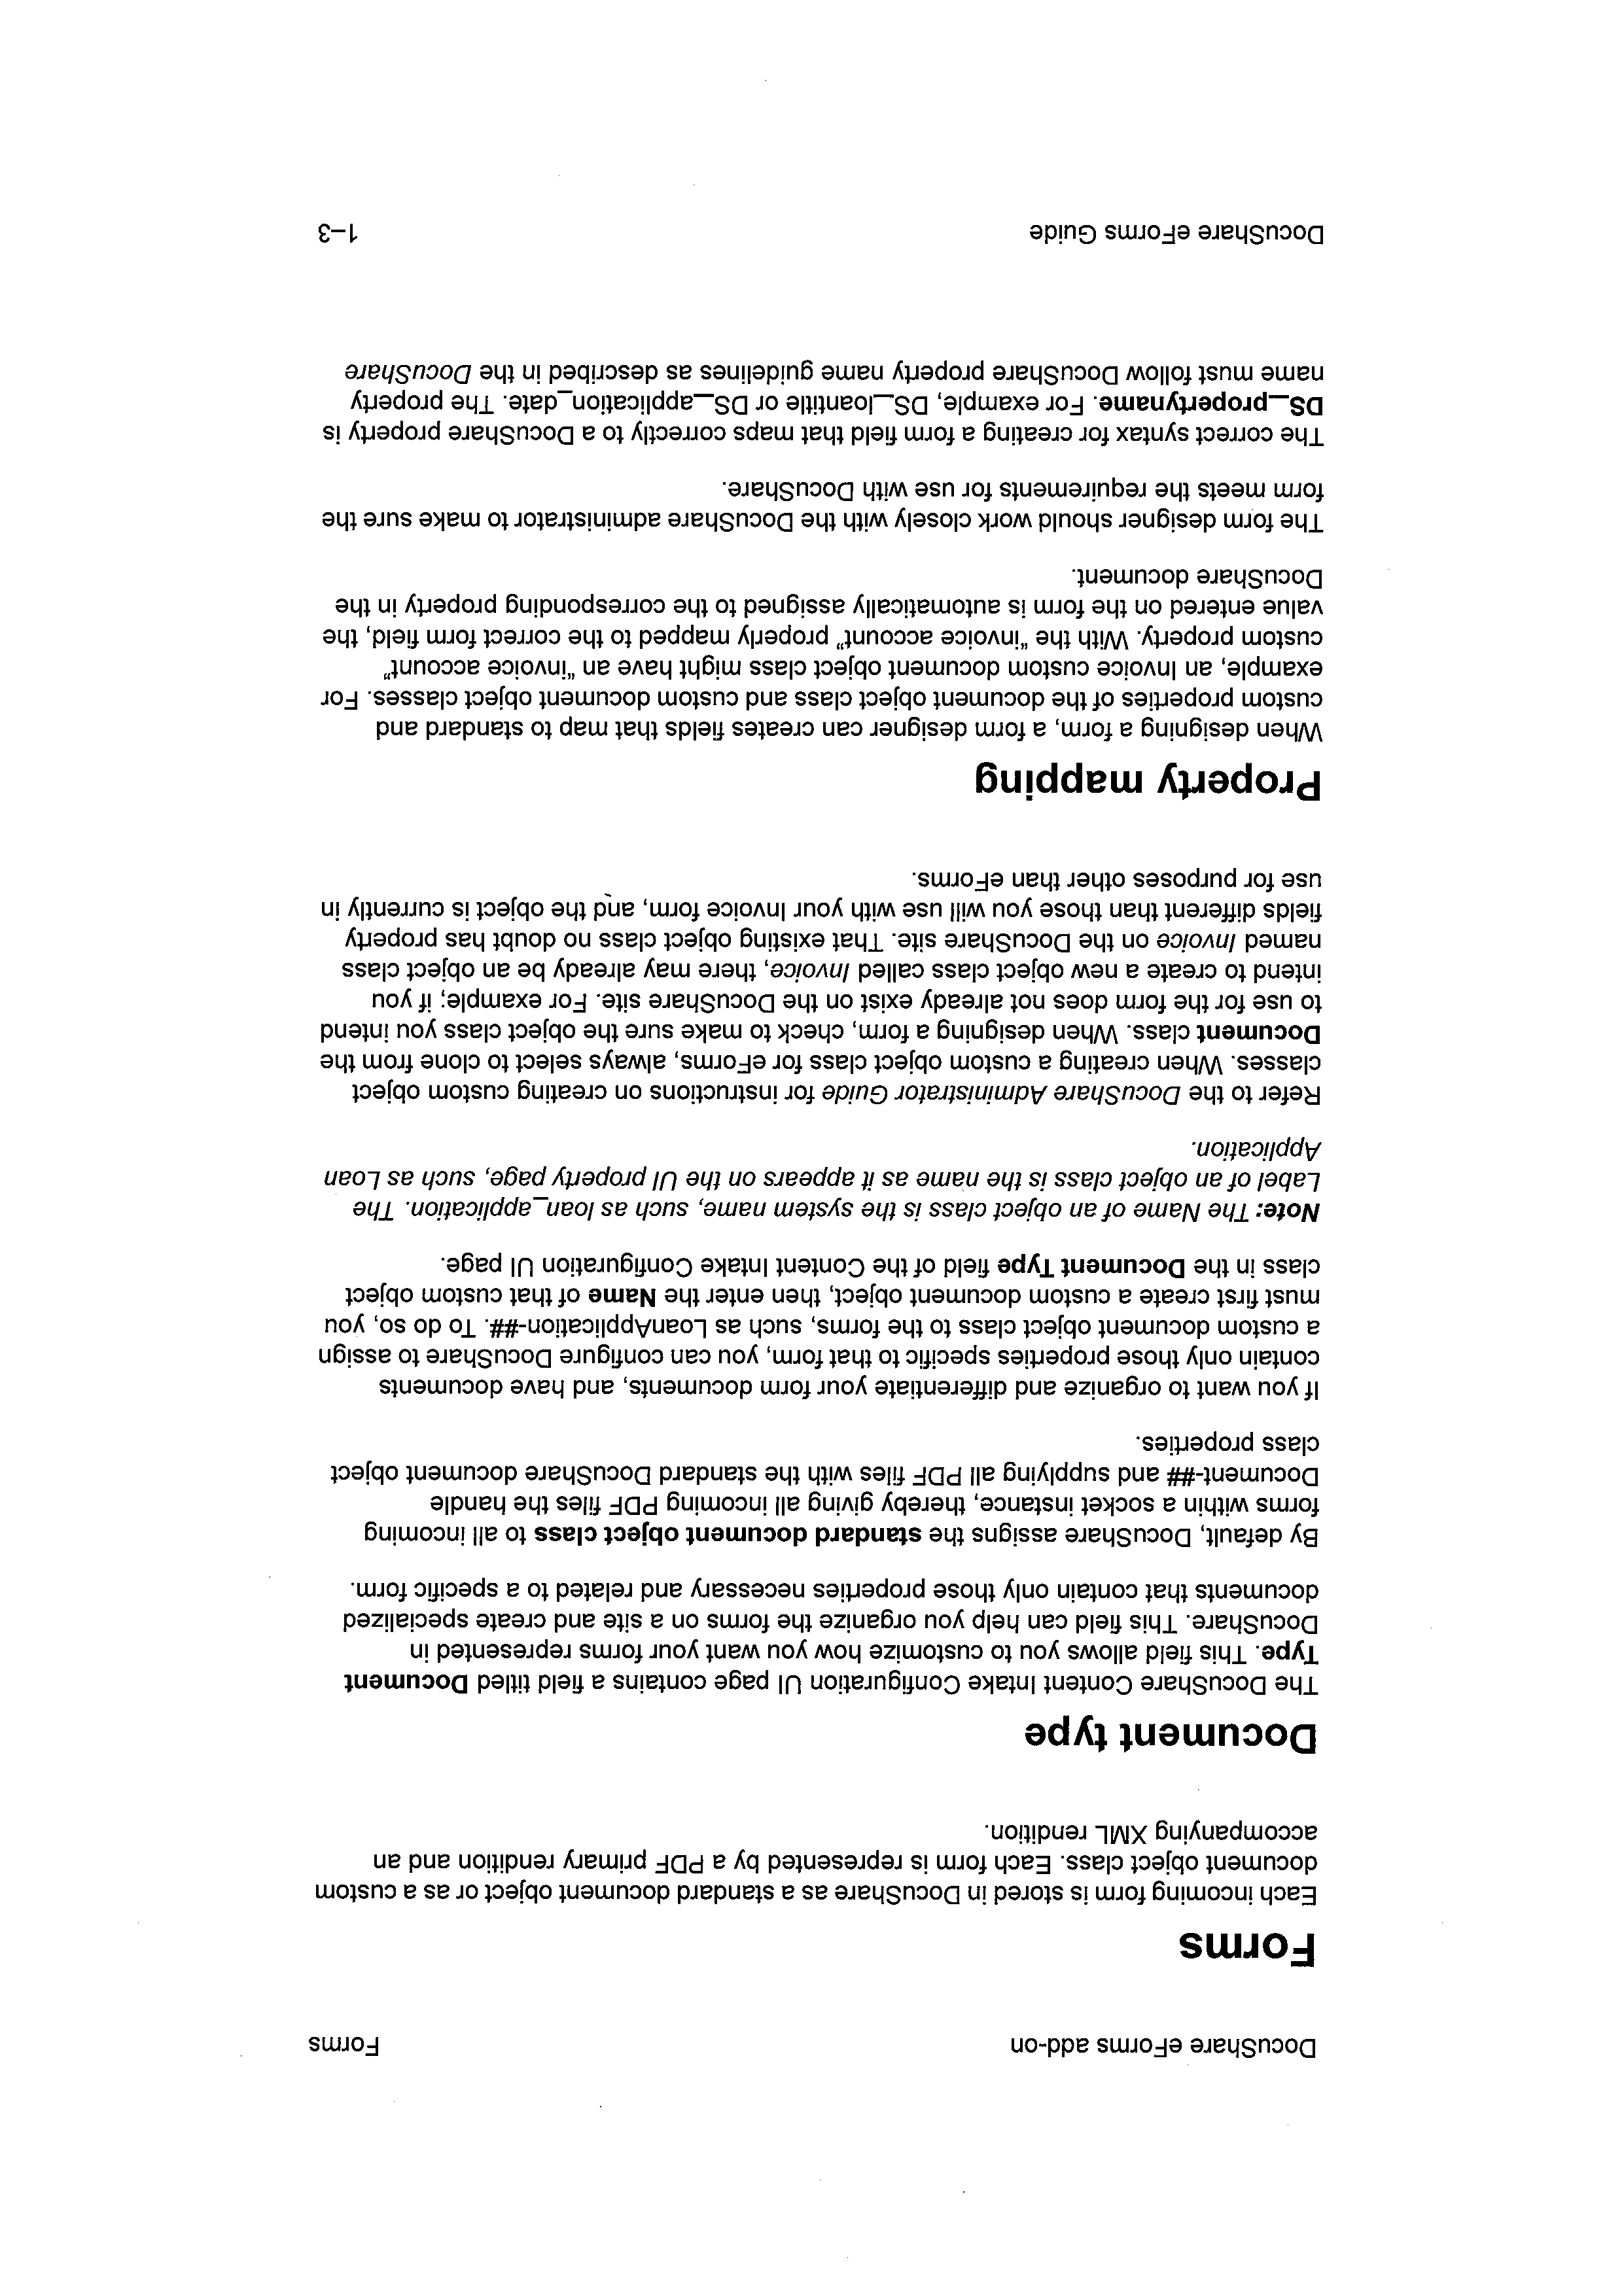 DocuShare eForms add-on Forms
Forms
Each incoming form is stored in DocuShare as a standard document object or as a custom
document object class. Each form is represented by a PDF primary rendition and an
accompanying XML rendition.
Document type
The DocuShare Content Intake Configuration UI page contains a field titled Document
Type. This field allows you to customize how you want your forms represented in
DocuShare. This field can help you organize the forms on a site and create specialized
documents that contain only those properties necessary and related to a specific form.
By default, DocuShare assigns the standard document object class to all incoming
forms within a socket instance, thereby giving all incoming PDF files the handle
Document-## and supplying all PDF files with the standard DocuShare document object
class properties.
If you want to organize and differentiate your form documents, and have documents
contain only those properties specific to that form, you can configure DocuShare to assign
a custom document object class to the forms, such as LoanApplication-##. To do so, you
must first create a custom document object, then enter the Name of that custom object
class in the Document Type field of the Content Intake Configuration UI page.
Note: The Name of an object class is the system name, such as loan_application. The
Label of an object class is the name as it appears on the UI property page, such as Loan
Application.
Refer to the DocuShare Administrator Guide for instructions on creating custom object
classes. When creating a custom object class for eForms, always select to clone from the
Document class. When designing a form, check to make sure the object class you intend
to use for the form does not already exist on the DocuShare site. For example; if you
intend to create a new object class called Invoice, there may already be an object class
named Invoice on the DocuShare site. That existing object class no doubt has property
fields different than those you will use with your Invoice form, and the object is currently in
use for purposes other than eForms.
Property mapping
When designing a form, a form designer can creates fields that map to standard and
custom properties of the document object class and custom document object classes. For
example, an Invoice custom document object class might have an "invoice account"
custom property. With the "invoice account" properly mapped to the correct form field, the
value entered on the form is automatically assigned to the corresponding property in the
DocuShare document.
The form designer should work closely with the DocuShare administrator to make sure the
form meets the requirements for use with DocuShare.
The correct syntax for creating a form field that maps correctly to a DocuShare property is
DS_propertyname. For example, DS_loantitle or DS_application_date. The property
name must follow DocuShare property name guidelines as described in the DocuShare
DocuShare eForms Guide 1–3